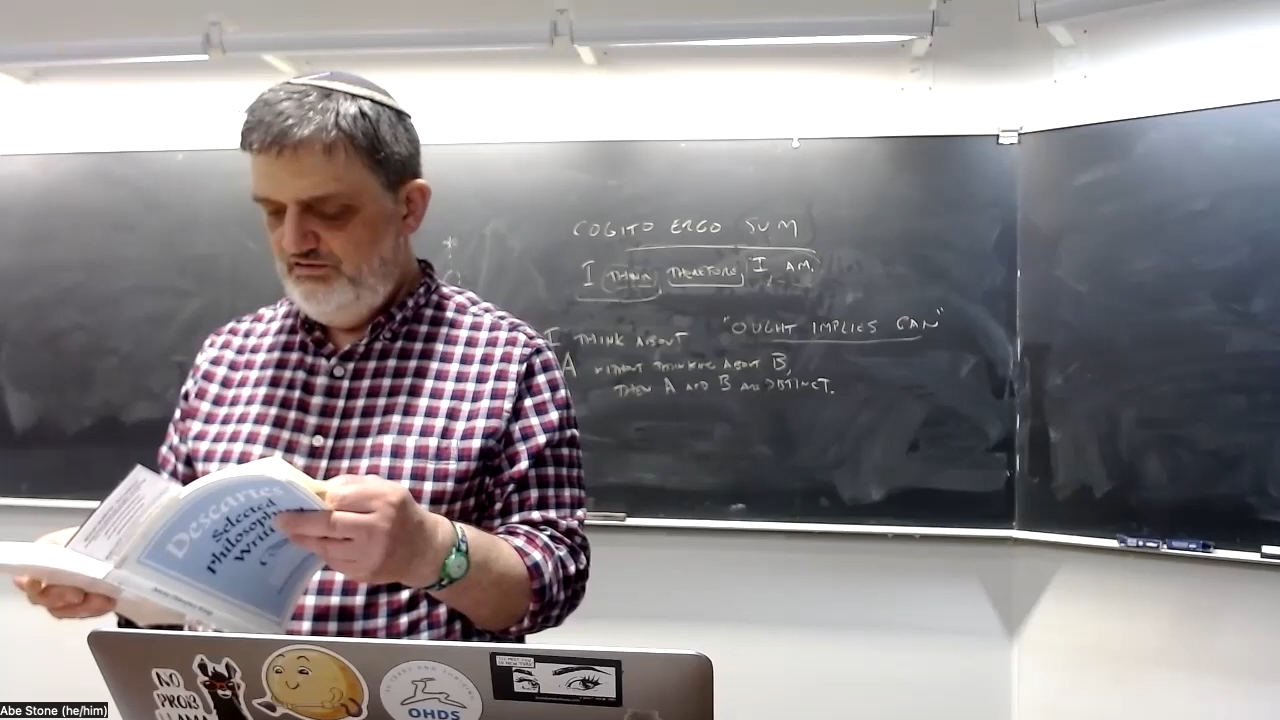 COGITO ERGO SUM
I THINK, THEREFORE, I AM.
I THINK ABOUT "OUGHT IMPLIES CAN"
A WITHOUT THINKING ABOUT B,
THEN A AND B ARE DISTINCT.
Descartes
Selected
Philosophical
Writings
NO
PROB
LLAMA
OHDS
Abe Stone (he/him)